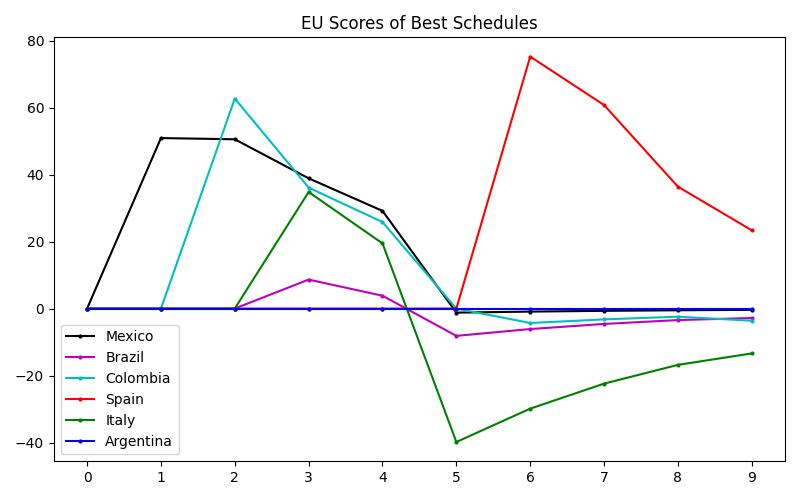 EU Scores of Best Schedules
80
60
40
20
0
−20
−40
Mexico
Brazil
Colombia
Spain
Italy
Argentina
0 1 2 3 4 5 6 7 8 9